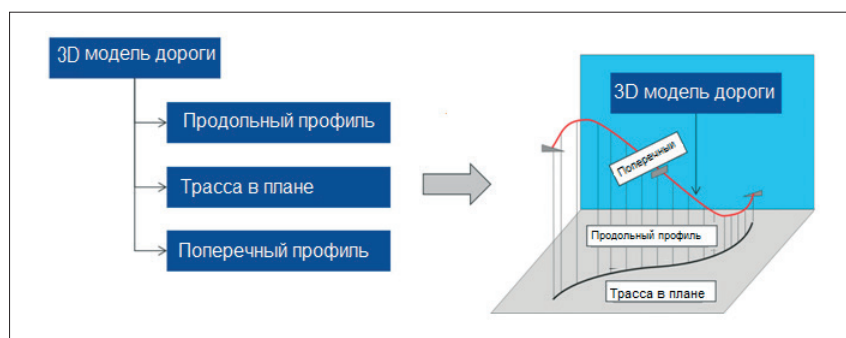 3D модель дороги
Продольный профиль
Трасса в плане
Поперечный профиль
3D модель дороги
Поперечный
Продольный профиль
Трасса в плане